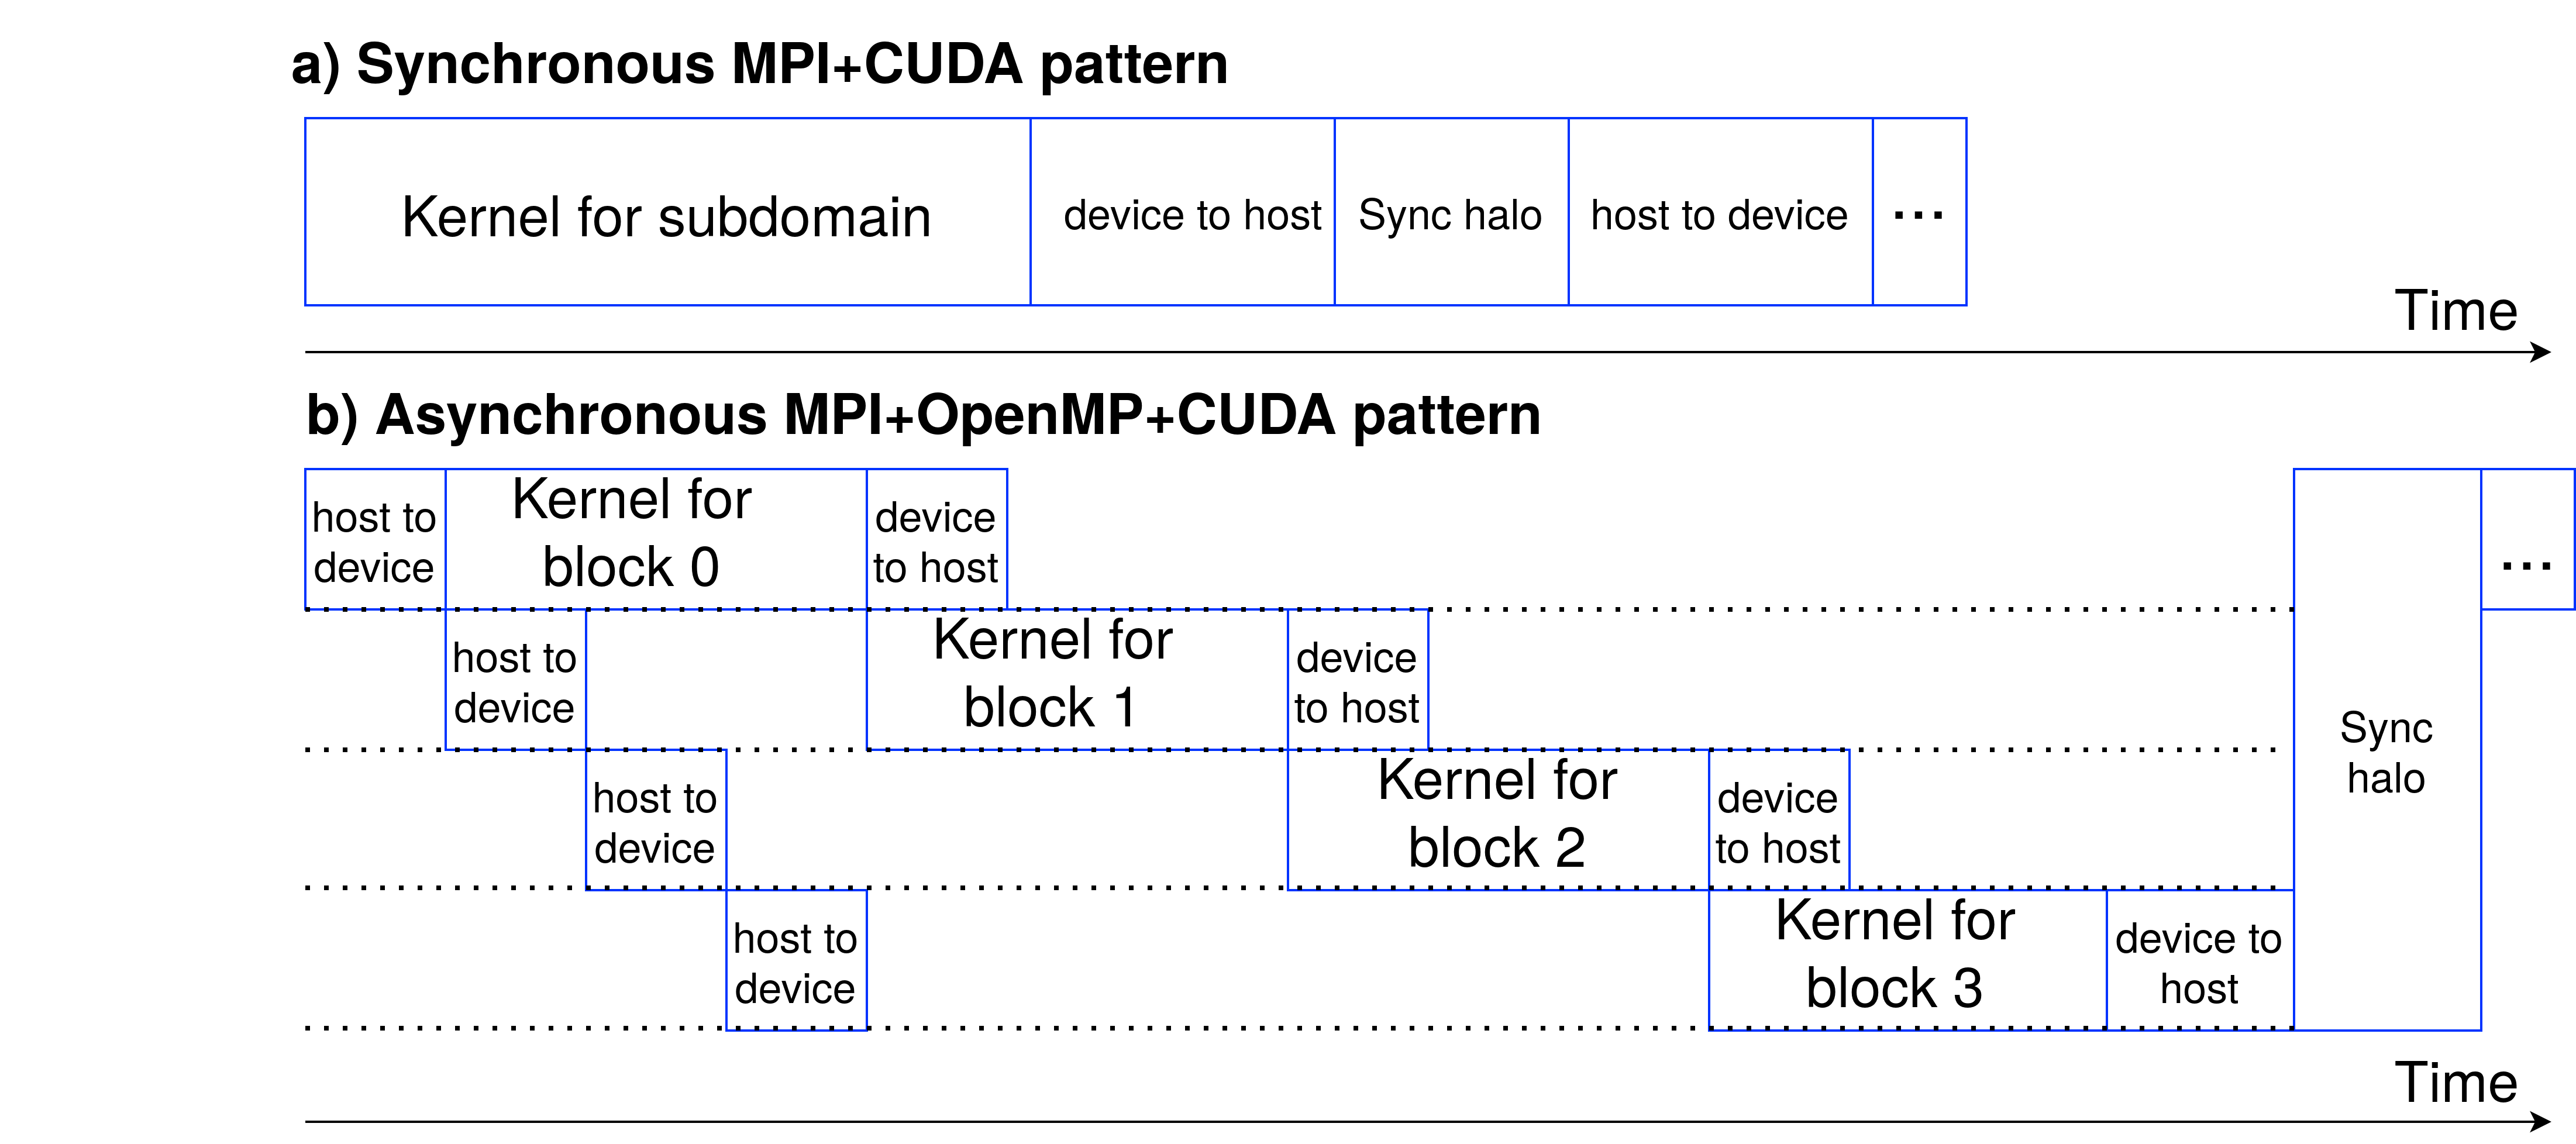 a) Synchronous MPI+CUDA pattern
Kernel for subdomain
device to host
Sync halo
host to device
...
Time
b) Asynchronous MPI+OpenMP+CUDA pattern
host to
device
Kernel for
block 0
device
to host
...
host to
device
Kernel for
block 1
device
to host
host to
device
Kernel for
block 2
device
to host
Sync
halo
host to
device
Kernel for
block 3
device to
host
Time